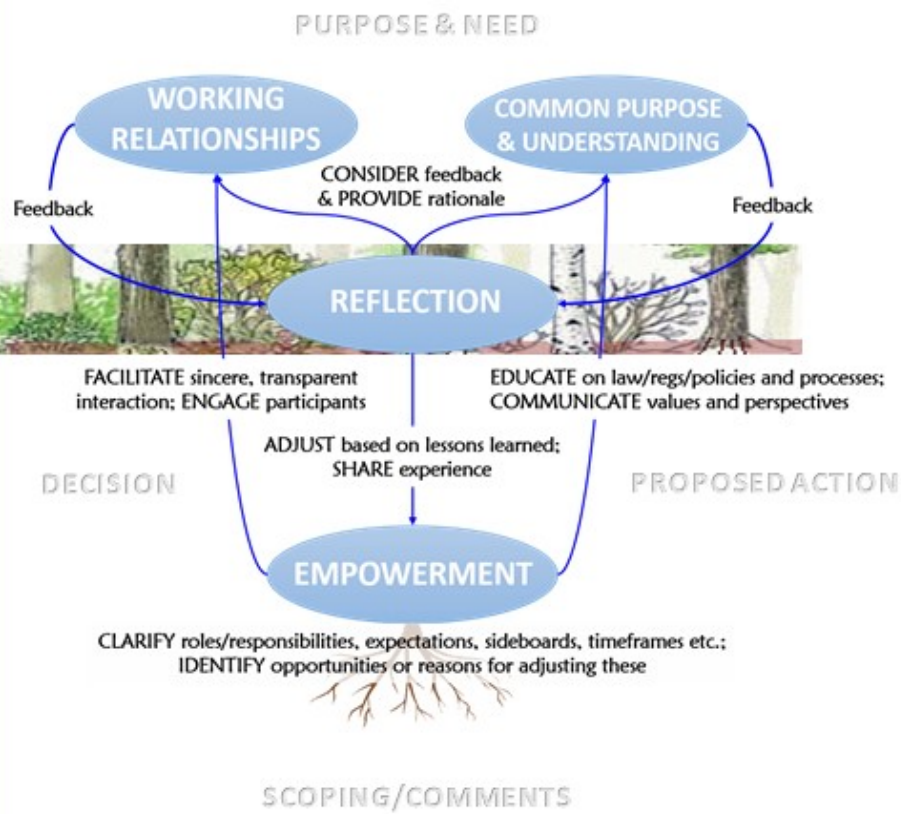 PURPOSE & NEED
WORKING
RELATIONSHIPS
COMMON PURPOSE
& UNDERSTANDING
CONSIDER feedback
& PROVIDE rationale
Feedback
Feedback
REFLECTION
FACILITATE sincere, transparent
interaction; ENGAGE participants
EDUCATE on law/regs/policies and processes;
COMMUNICATE values and perspectives
ADJUST based on lessons learned;
SHARE experience
DECISION
PROPOSED ACTION
EMPOWERMENT
CLARIFY roles/responsibilities, expectations, sideboards, timeframes etc.;
IDENTIFY opportunities or reasons for adjusting these
SCOPING/COMMENTS